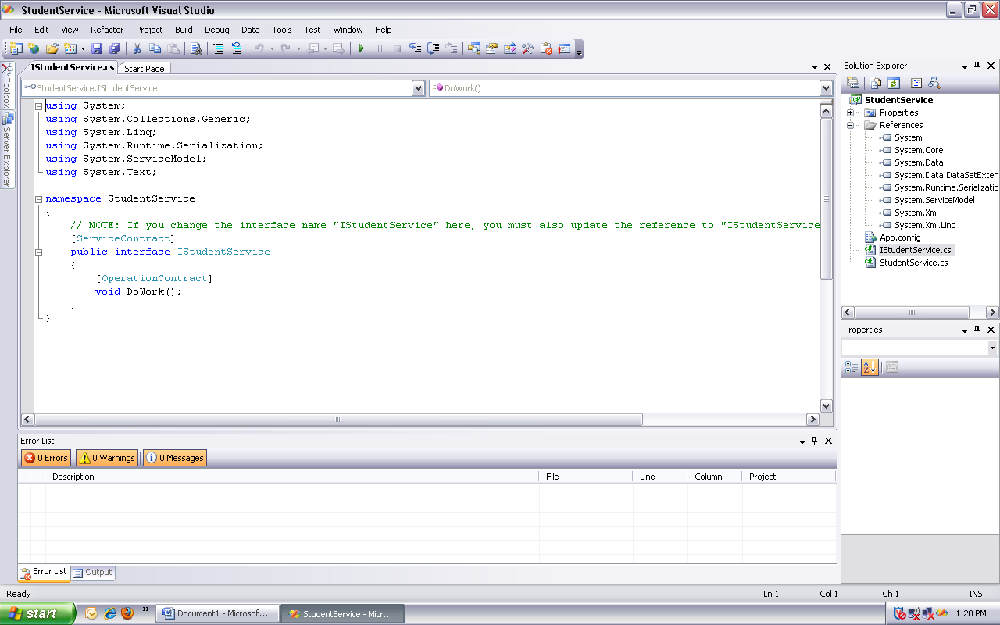 StudentService - Microsoft Visual Studio
File Edit View Refactor Project Build Debug Data Tools Test Window Help
IStudentService.cs Start Page
StudentService.IStudentService DoWork()
Toolbox
Server Explorer
using System;
using System.Collections.Generic;
using System.Linq;
using System.Runtime.Serialization;
using System.ServiceModel;
using System.Text;
namespace StudentService
{
// NOTE: If you change the interface name "IStudentService" here, you must also update the reference to "IStudentService
[ServiceContract]
public interface IStudentService
{
[OperationContract]
void DoWork();
}
}
Solution Explorer
StudentService
Properties
References
System
System.Core
System.Data
System.Data.DataSetExten
System.Runtime.Serializatio
System.ServiceModel
System.Xml
System.Xml.Linq
App.config
IStudentService.cs
StudentService.cs
Properties
Error List
0 Errors 0 Warnings 0 Messages
Description File Line Column Project
Error List Output
Ready Ln 1 Col 1 Ch 1 INS
start Document1 - Microsof... StudentService - Micr... 1:28 PM